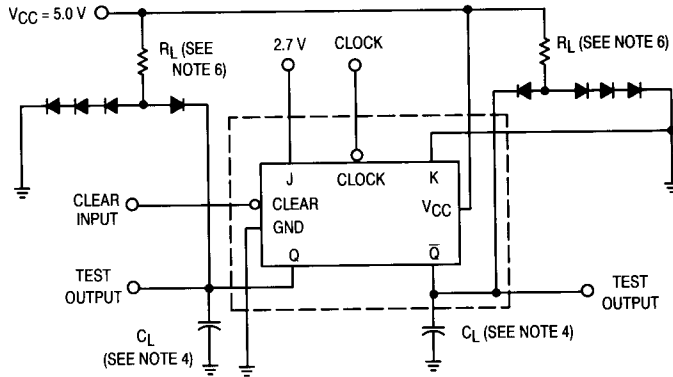 VCC = 5.0 V
RL (SEE
NOTE 6)
2.7 V
CLOCK
RL (SEE NOTE 6)
J
CLOCK
K
CLEAR
INPUT
CLEAR
VCC
GND
Q
Q̅
TEST
OUTPUT
TEST
OUTPUT
CL
(SEE NOTE 4)
CL (SEE NOTE 4)